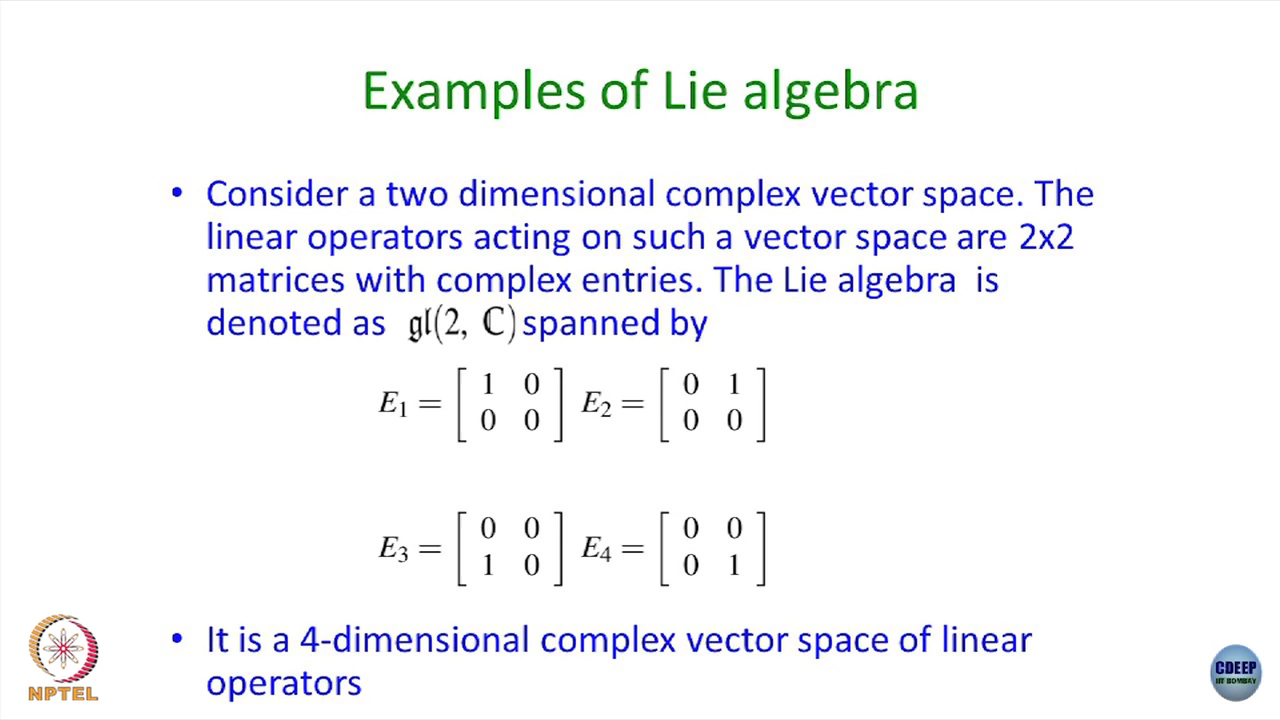 Examples of Lie algebra
• Consider a two dimensional complex vector space. The
linear operators acting on such a vector space are 2x2
matrices with complex entries. The Lie algebra is
denoted as 𝔤𝔩(2, ℂ) spanned by
E₁ = [ 1 0 ; 0 0 ] E₂ = [ 0 1 ; 0 0 ]
E₃ = [ 0 0 ; 1 0 ] E₄ = [ 0 0 ; 0 1 ]
• It is a 4-dimensional complex vector space of linear
operators
NPTEL
CDEEP
IIT BOMBAY